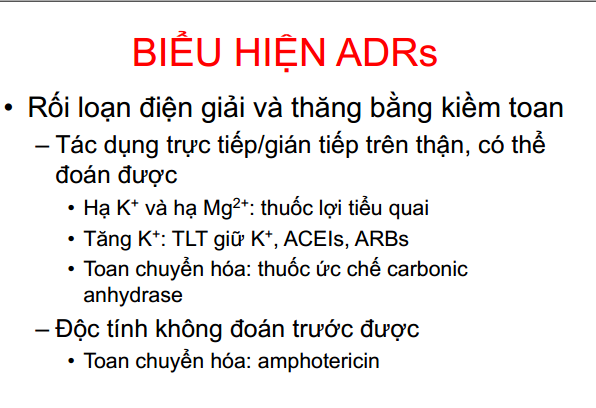 BIỂU HIỆN ADRs
• Rối loạn điện giải và thăng bằng kiềm toan
– Tác dụng trực tiếp/gián tiếp trên thận, có thể
đoán được
• Hạ K⁺ và hạ Mg²⁺: thuốc lợi tiểu quai
• Tăng K⁺: TLT giữ K⁺, ACEIs, ARBs
• Toan chuyển hóa: thuốc ức chế carbonic
anhydrase
– Độc tính không đoán trước được
• Toan chuyển hóa: amphotericin